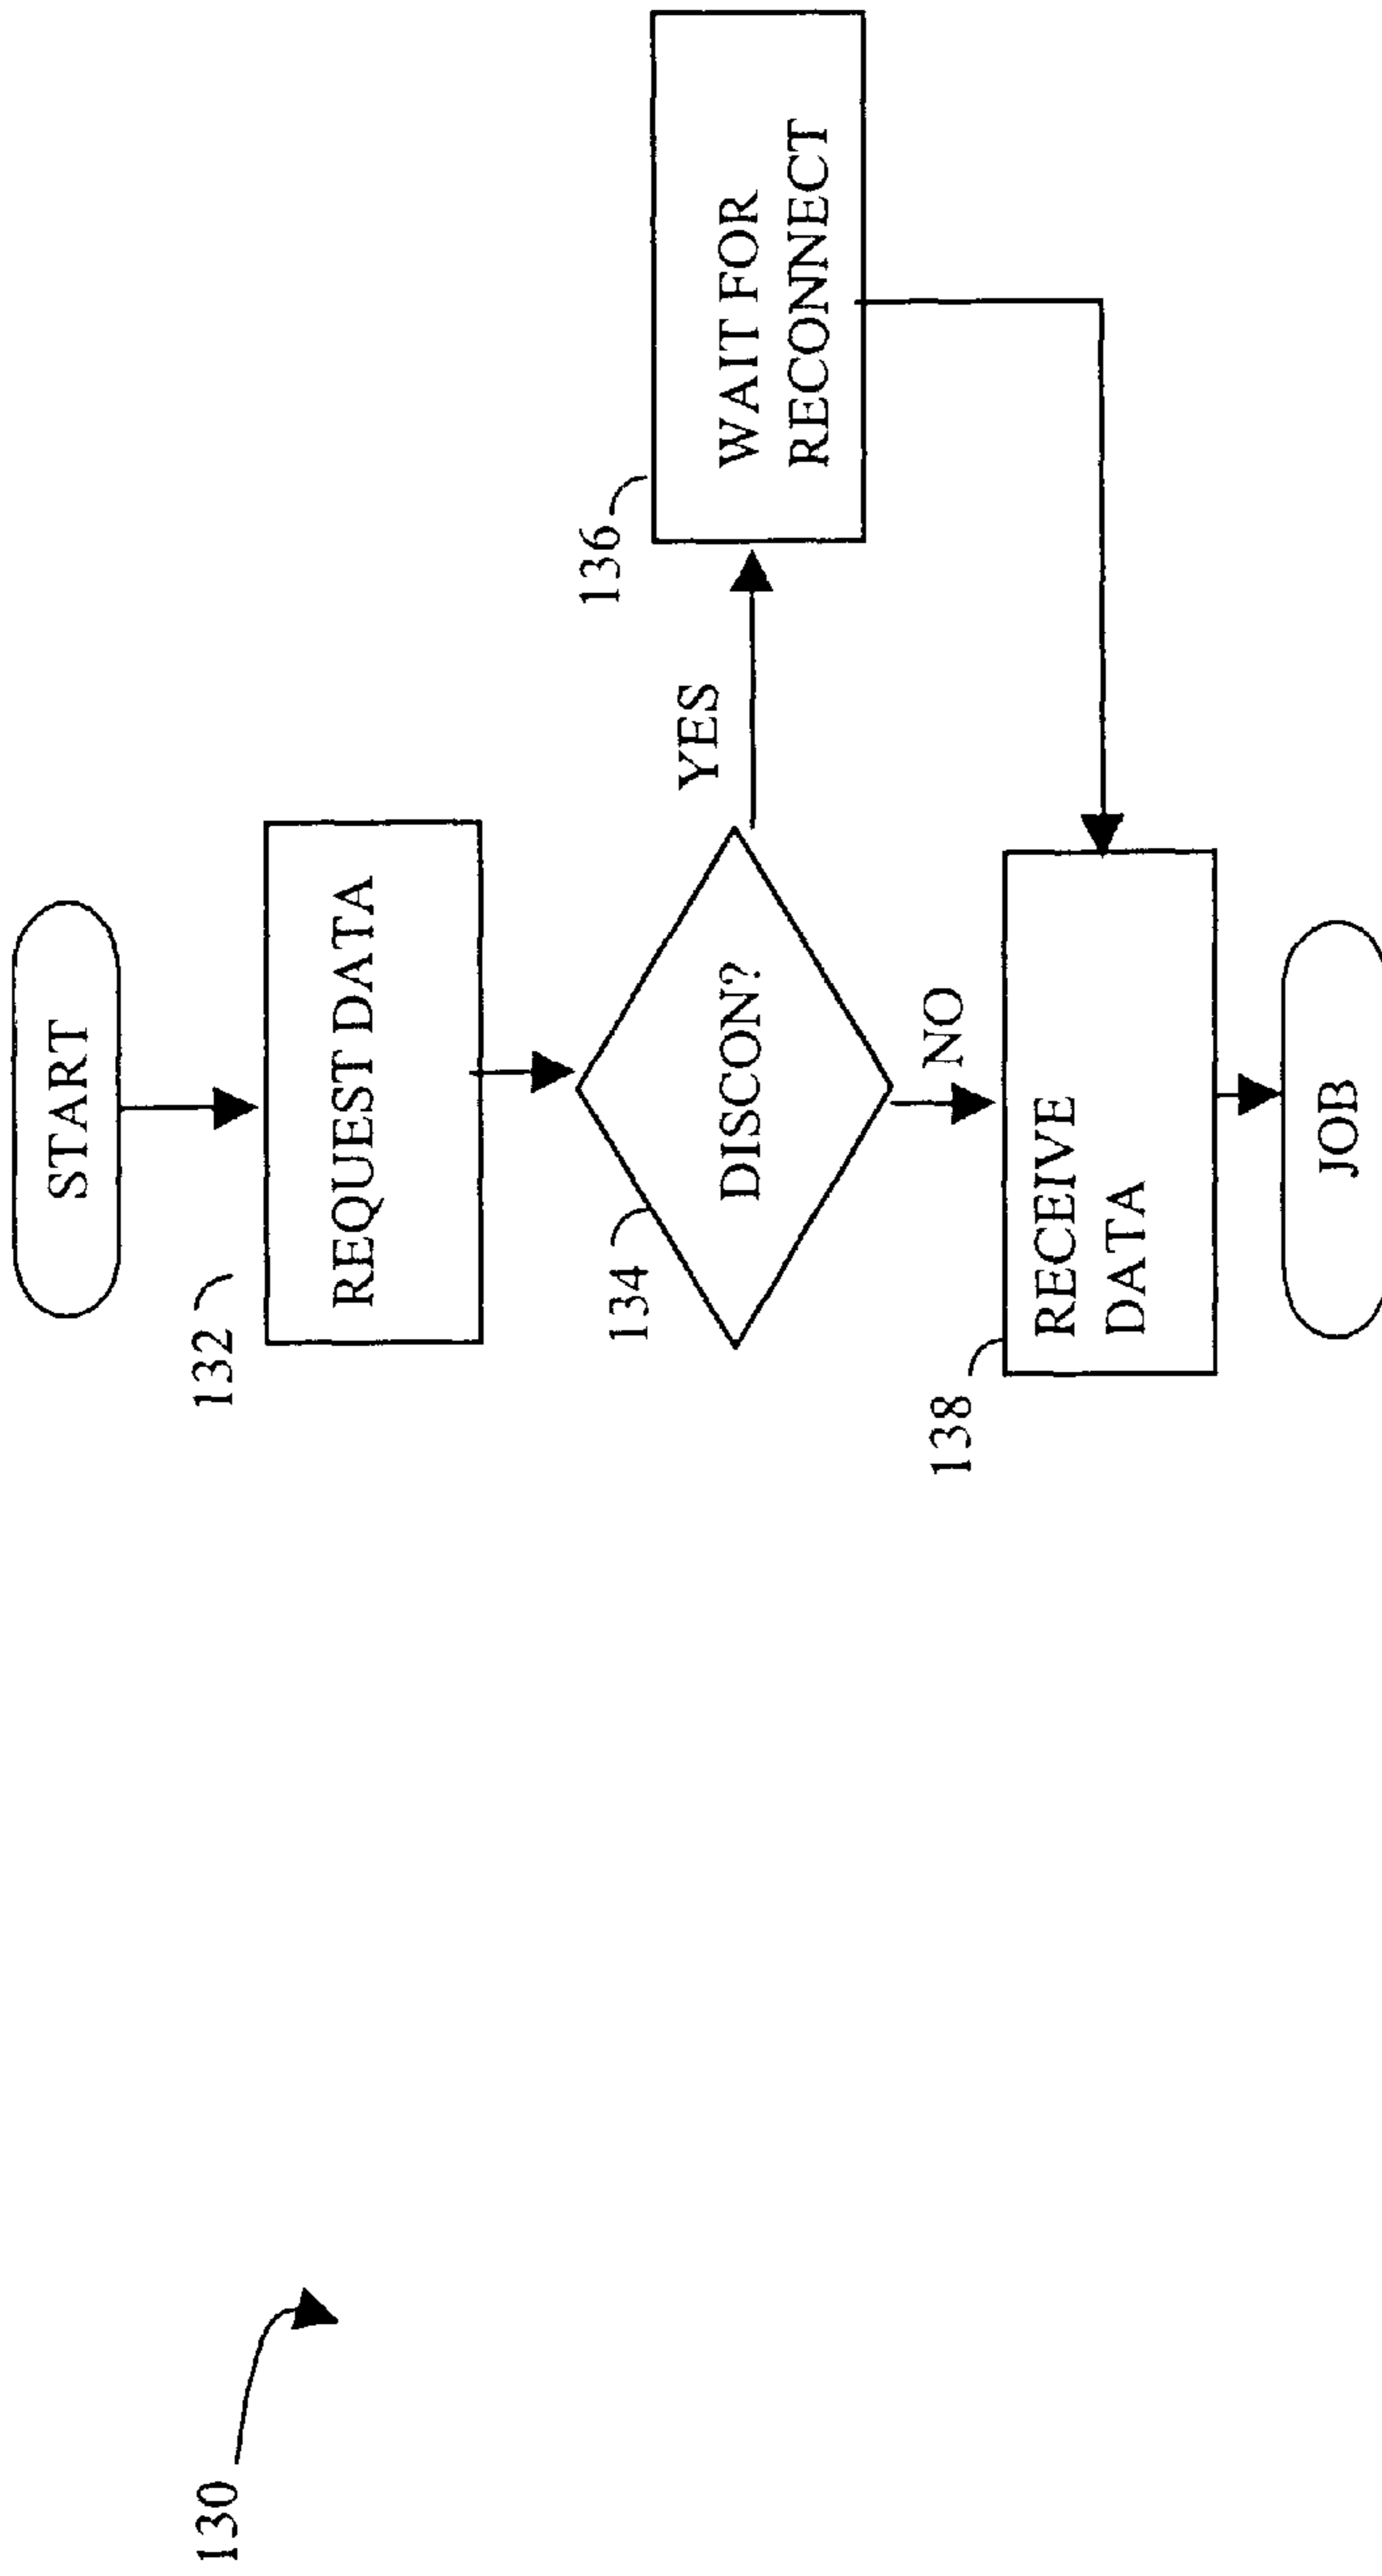 START
132
REQUEST DATA
134
DISCON?
YES
136
WAIT FOR
RECONNECT
NO
138
RECEIVE
DATA
JOB
130